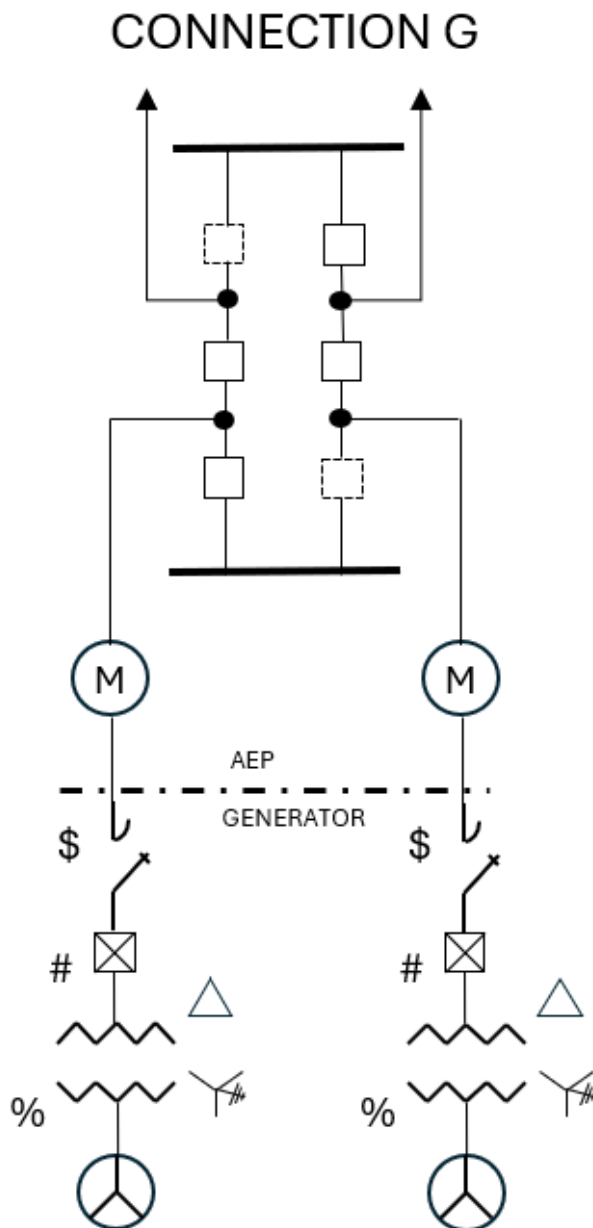 CONNECTION G
M M
AEP
GENERATOR
$ $
# #
% %